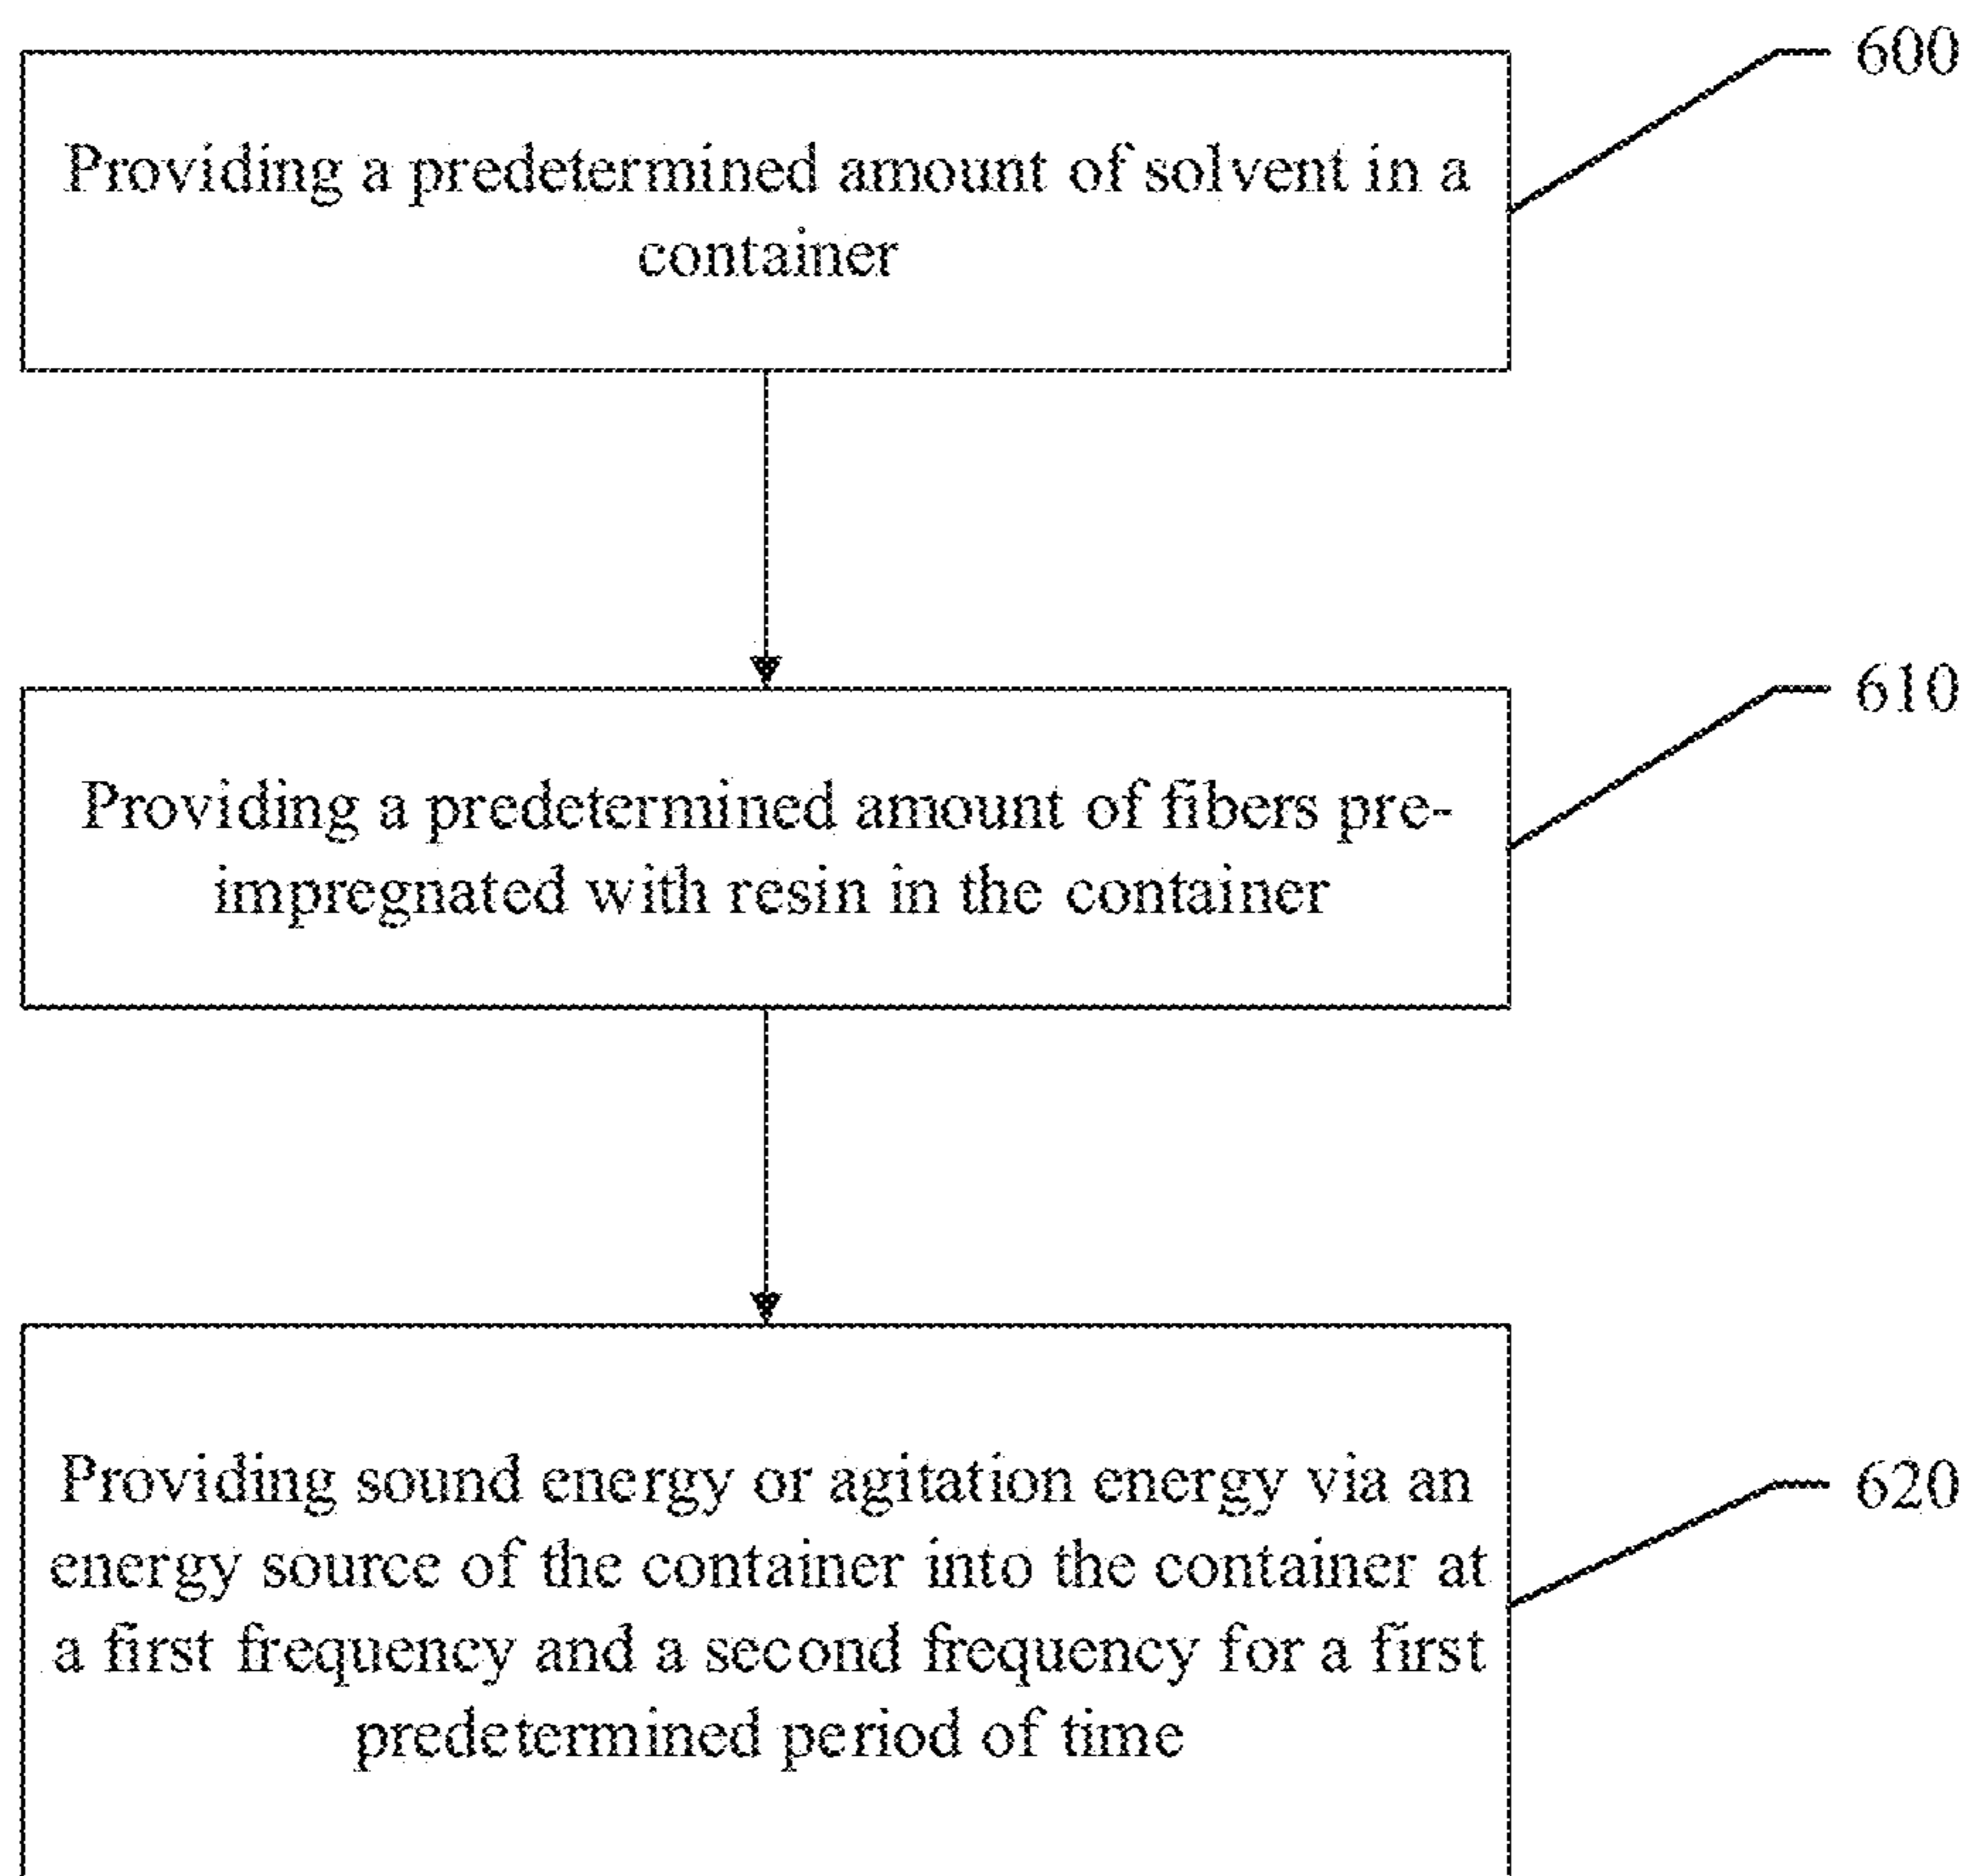 600
Providing a predetermined amount of solvent in a
container
610
Providing a predetermined amount of fibers pre-
impregnated with resin in the container
620
Providing sound energy or agitation energy via an
energy source of the container into the container at
a first frequency and a second frequency for a first
predetermined period of time